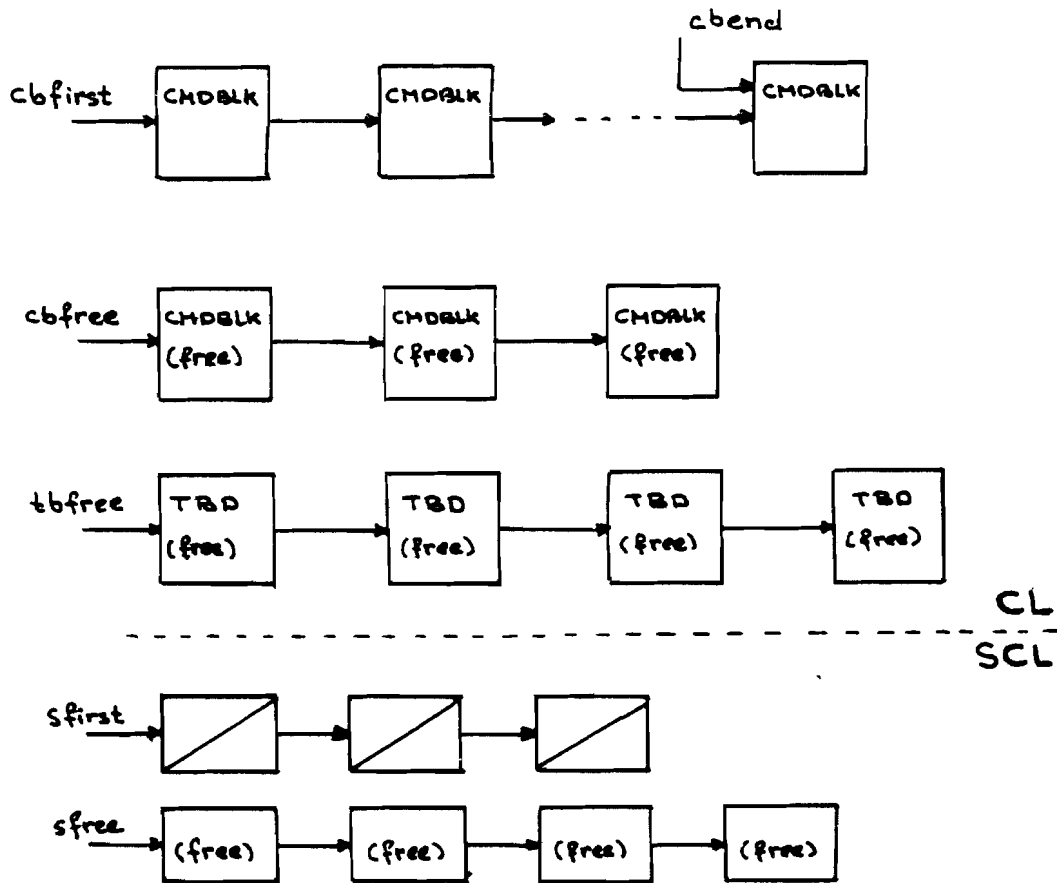 cbend
cbfirst CMDBLK CMDBLK CMDBLK
cbfree CMDBLK CMDBLK CMDBLK
(free) (free) (free)
tbfree TBD TBD TBD TBD
(free) (free) (free) (free)
CL
SCL
sfirst
sfree (free) (free) (free) (free)